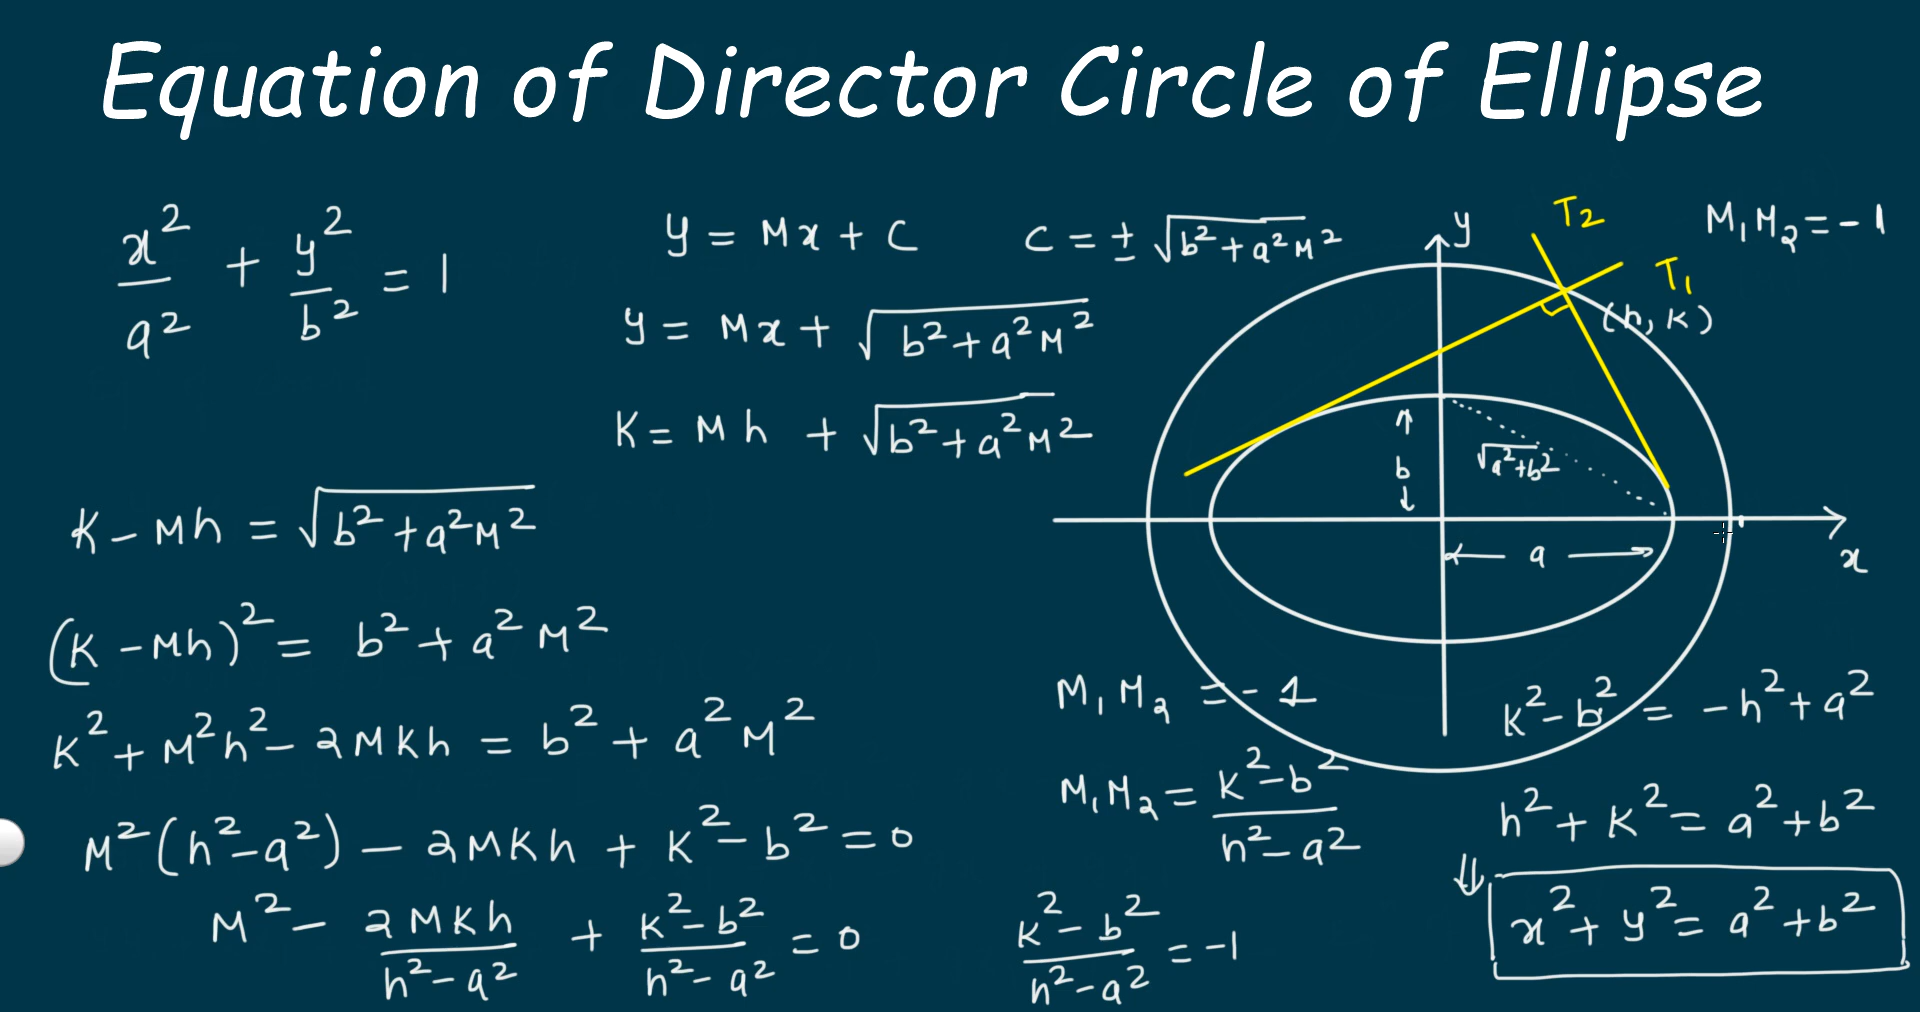 Equation of Director Circle of Ellipse
x²/a² + y²/b² = 1
y = Mx + C
C = ± √b² + a²M²
y = Mx + √b² + a²M²
K = Mh + √b² + a²M²
K - Mh = √b² + a²M²
(K - Mh)² = b² + a² M²
K² + M²h² - 2MKh = b² + a² M²
M²(h² - a²) - 2MKh + K² - b² = 0
M² - 2MKh/h² - a² + K² - b²/h² - a² = 0
y
T2
T1
M₁M₂ = -1
(h, K)
b
√a² + b²
a
x
M₁M₂ = -1
M₁M₂ = K² - b²/h² - a²
K² - b²/h² - a² = -1
K² - b² = -h² + a²
h² + K² = a² + b²
⇓
x² + y² = a² + b²